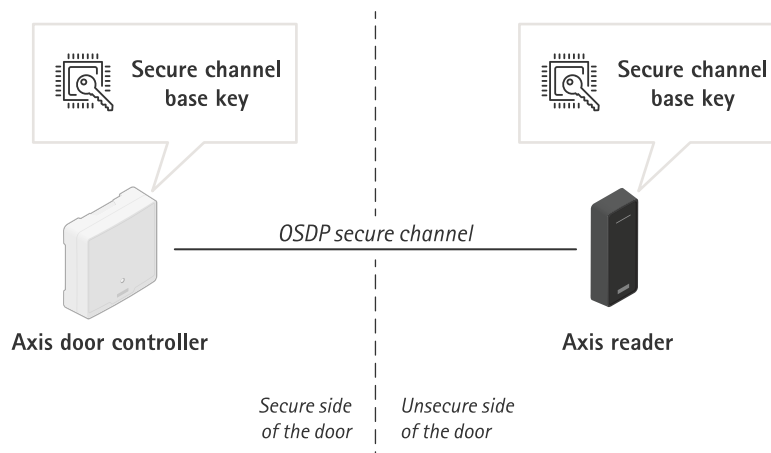 Secure channel
base key
Secure channel
base key
OSDP secure channel
Axis door controller
Axis reader
Secure side
of the door
Unsecure side
of the door